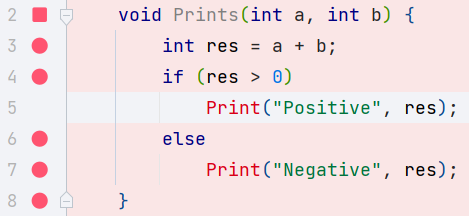 2 void Prints(int a, int b) {
3 int res = a + b;
4 if (res > 0)
5 Print("Positive", res);
6 else
7 Print("Negative", res);
8 }